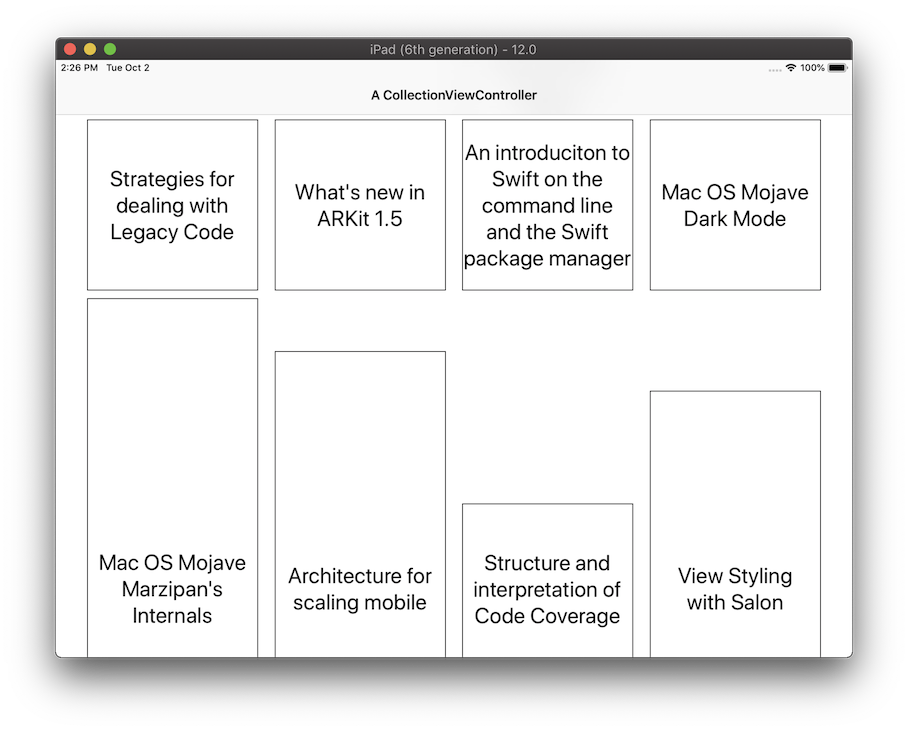 iPad (6th generation) - 12.0
2:26 PM Tue Oct 2
100%
A CollectionViewController
Strategies for
dealing with
Legacy Code
What's new in
ARKit 1.5
An introduciton to
Swift on the
command line
and the Swift
package manager
Mac OS Mojave
Dark Mode
Mac OS Mojave
Marzipan's
Internals
Architecture for
scaling mobile
Structure and
interpretation of
Code Coverage
View Styling
with Salon